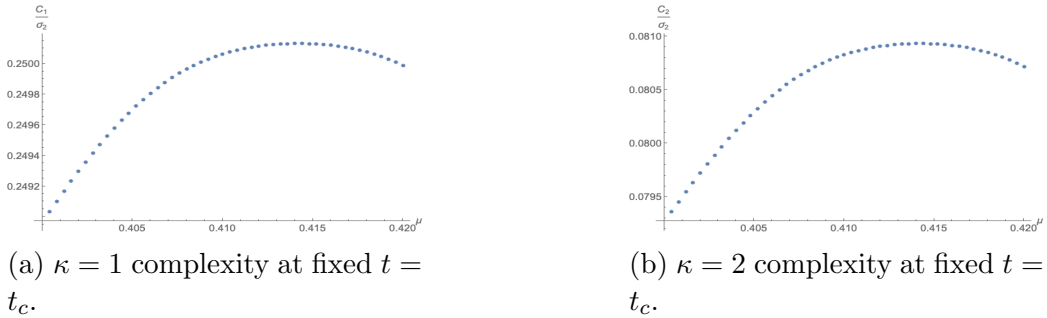 C₁/σ₂
0.2500
0.2498
0.2496
0.2494
0.2492
0.405 0.410 0.415 0.420 μ
(a) κ = 1 complexity at fixed t =
t_c.
C₂/σ₂
0.0810
0.0805
0.0800
0.0795
0.405 0.410 0.415 0.420 μ
(b) κ = 2 complexity at fixed t =
t_c.